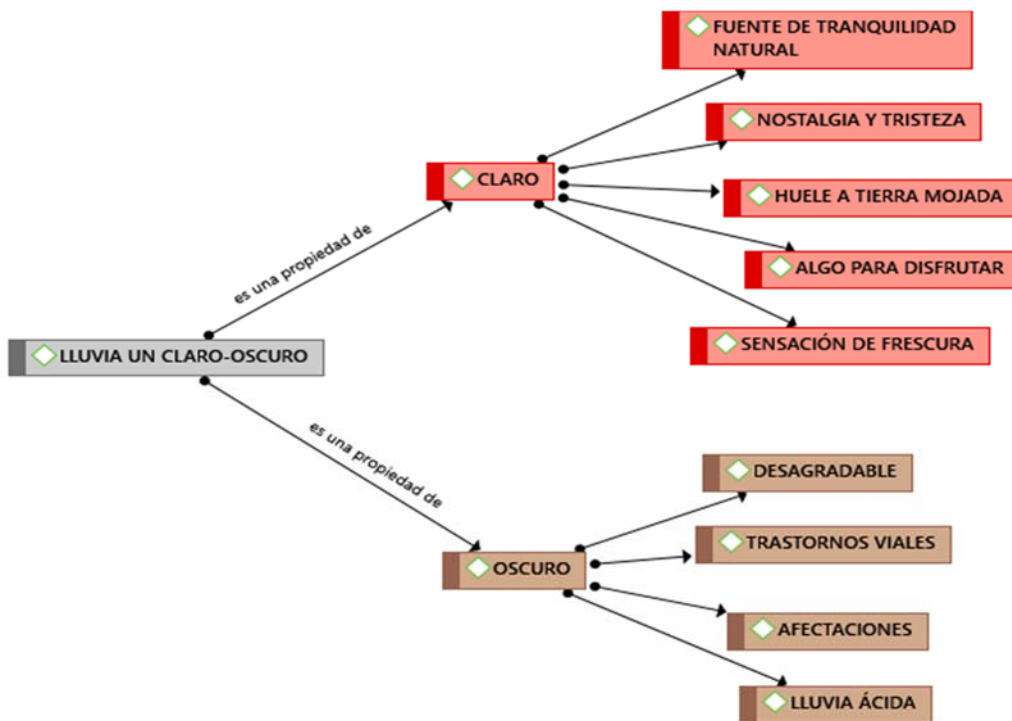 FUENTE DE TRANQUILIDAD
NATURAL
NOSTALGIA Y TRISTEZA
CLARO
HUELE A TIERRA MOJADA
es una propiedad de
ALGO PARA DISFRUTAR
SENSACIÓN DE FRESCURA
LLUVIA UN CLARO-OSCURO
es una propiedad de
DESAGRADABLE
TRASTORNOS VIALES
OSCURO
AFECTACIONES
LLUVIA ÁCIDA